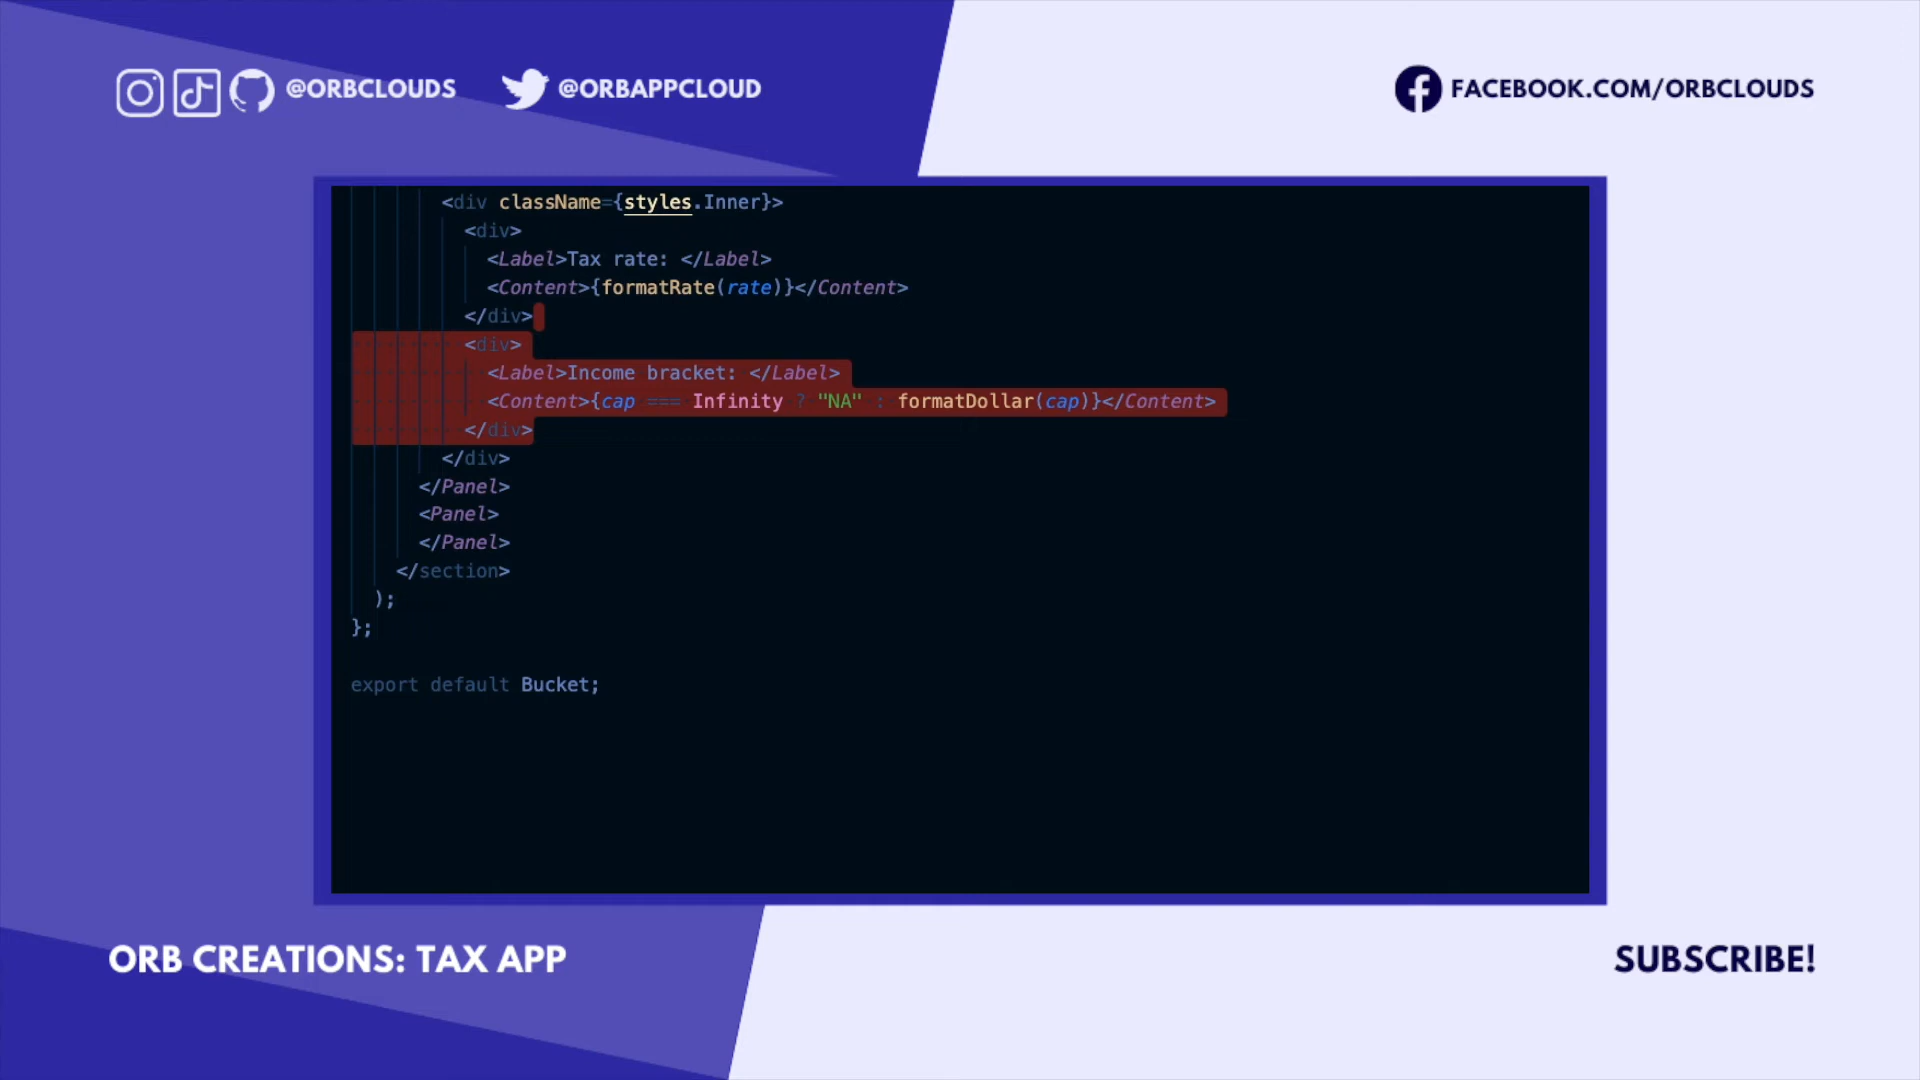 @ORBCLOUDS
@ORBAPPCLOUD
FACEBOOK.COM/ORBCLOUDS
<div className={styles.Inner}>
<div>
<Label>Tax rate: </Label>
<Content>{formatRate(rate)}</Content>
</div>
<div>
<Label>Income bracket: </Label>
<Content>{cap === Infinity ? "NA" : formatDollar(cap)}</Content>
</div>
</div>
</Panel>
<Panel>
</Panel>
</section>
);
};
export default Bucket;
ORB CREATIONS: TAX APP
SUBSCRIBE!